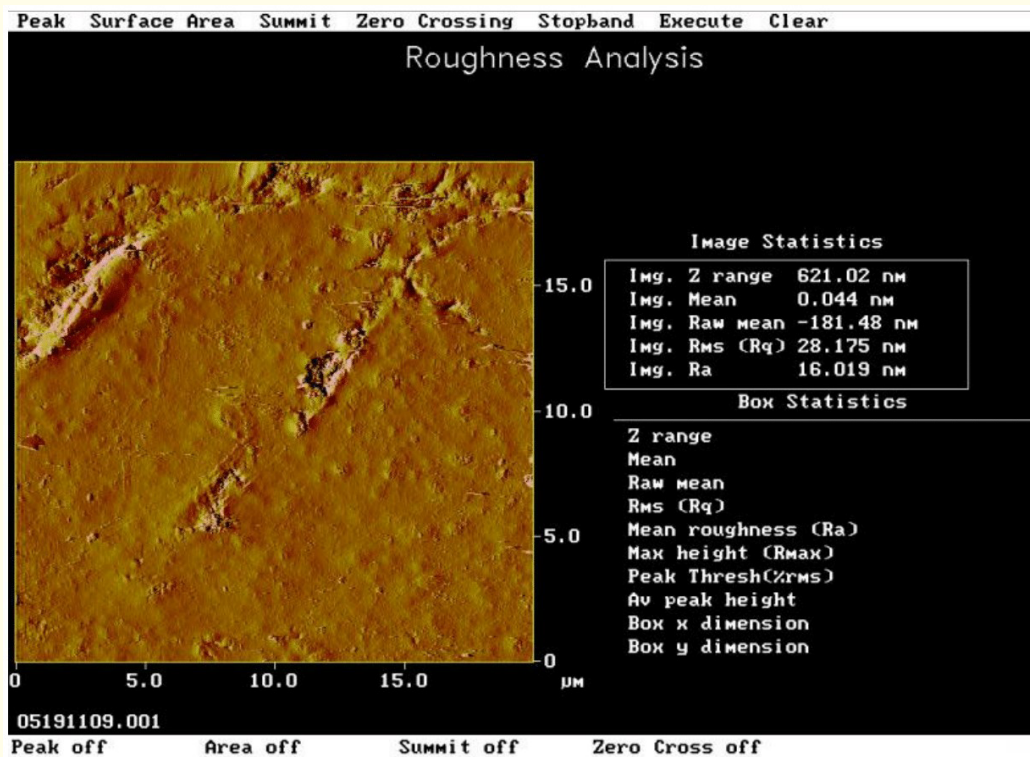 Peak Surface Area Summit Zero Crossing Stopband Execute Clear
Roughness Analysis
Image Statistics
Img. Z range 621.02 nm
Img. Mean 0.044 nm
Img. Raw mean -181.48 nm
Img. Rms (Rq) 28.175 nm
Img. Ra 16.019 nm
Box Statistics
Z range
Mean
Raw mean
Rms (Rq)
Mean roughness (Ra)
Max height (Rmax)
Peak Thresh(%rms)
Av peak height
Box x dimension
Box y dimension
15.0
10.0
5.0
0
0 5.0 10.0 15.0 μm
05191109.001
Peak off Area off Summit off Zero Cross off